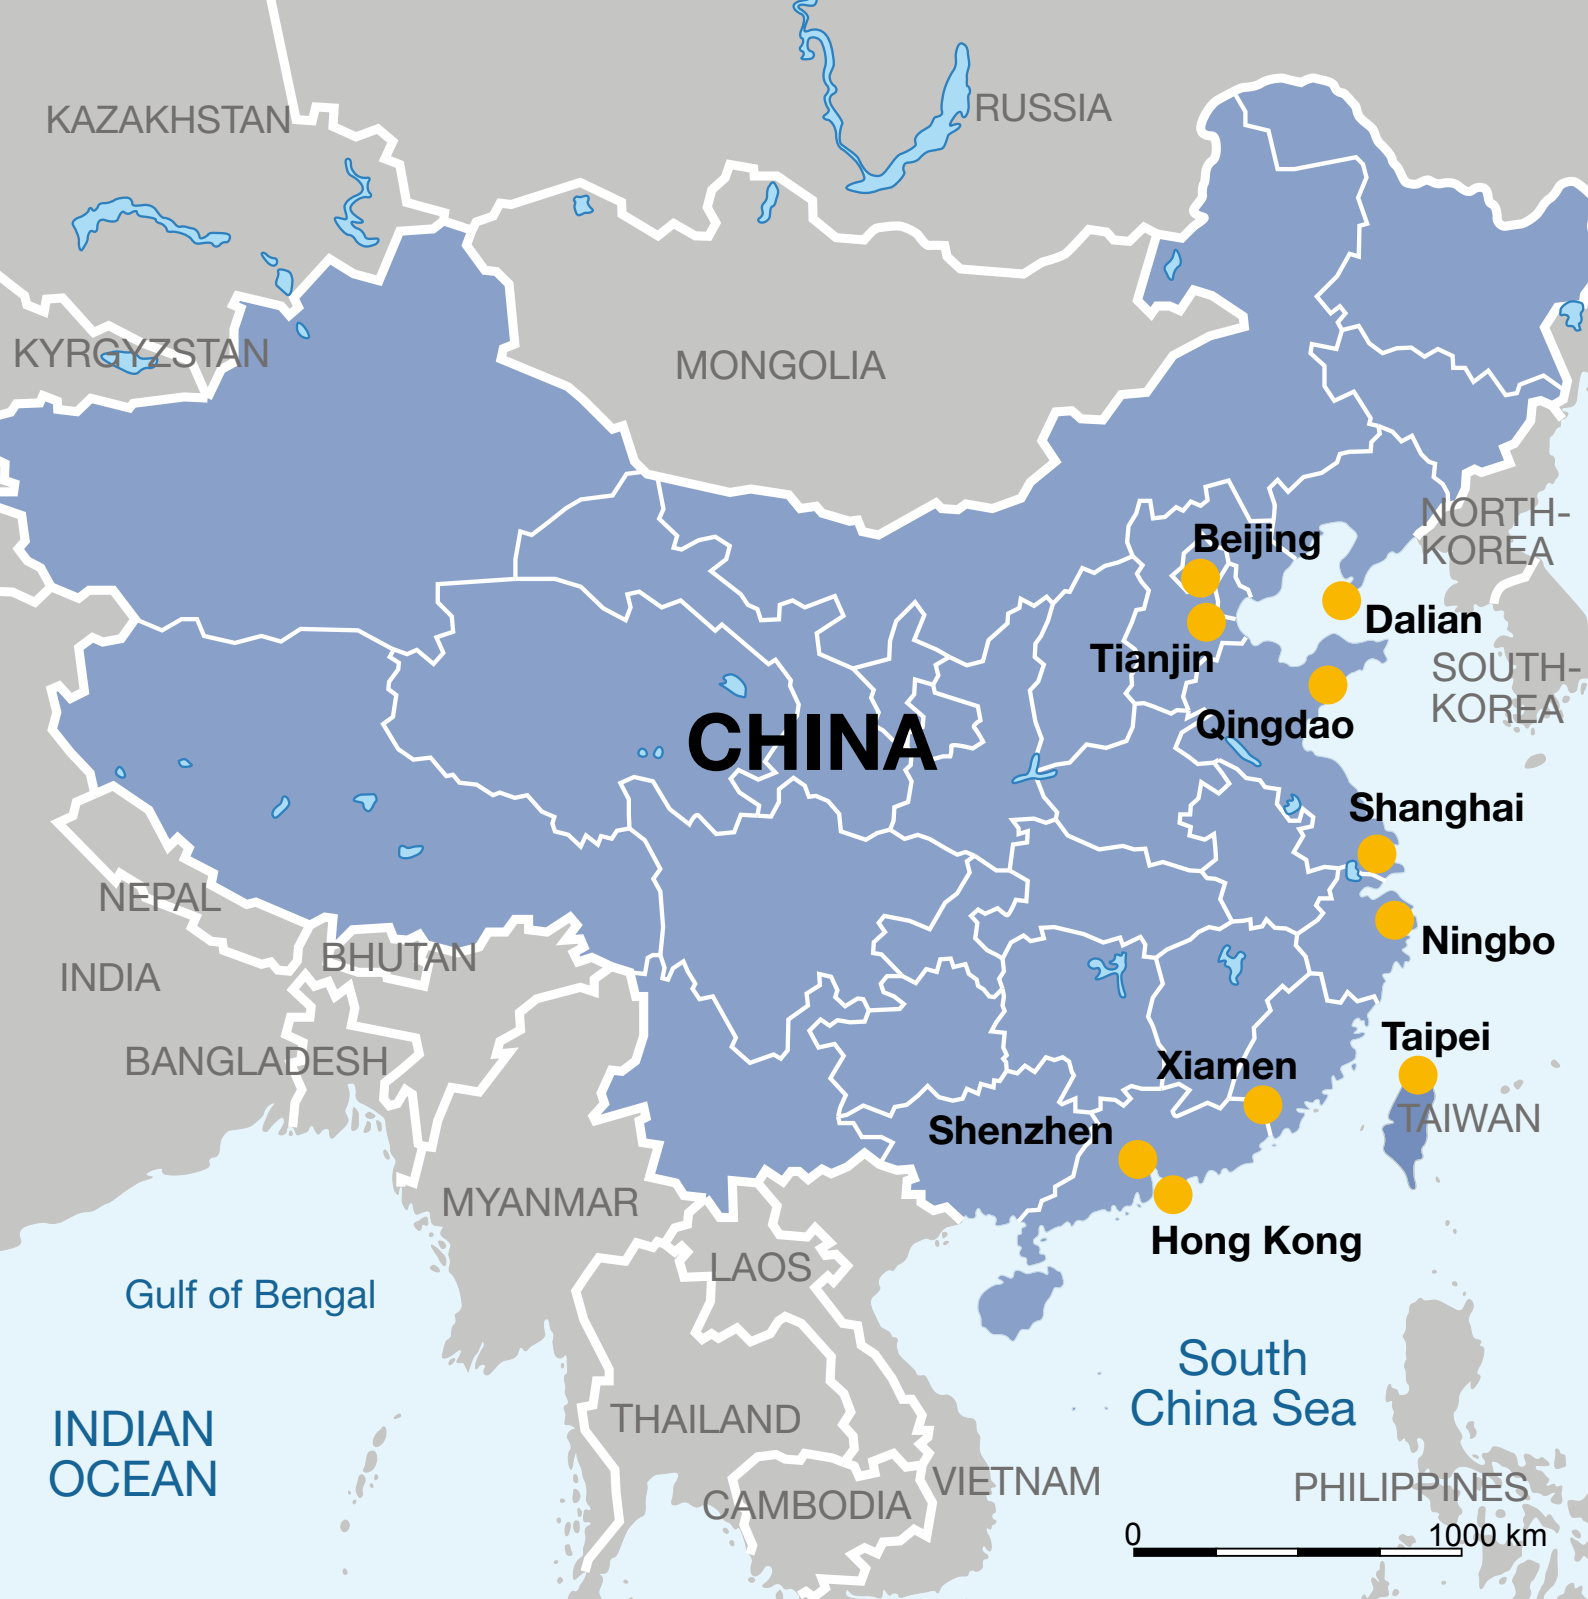 RUSSIA
KAZAKHSTAN
KYRGYZSTAN
MONGOLIA
NORTH-
KOREA
Beijing
Dalian
Tianjin
SOUTH-
KOREA
Qingdao
CHINA
Shanghai
NEPAL
Ningbo
BHUTAN
INDIA
Taipei
BANGLADESH
Xiamen
TAIWAN
Shenzhen
MYANMAR
Hong Kong
LAOS
Gulf of Bengal
South
China Sea
THAILAND
INDIAN
OCEAN
VIETNAM
PHILIPPINES
CAMBODIA
0 1000 km